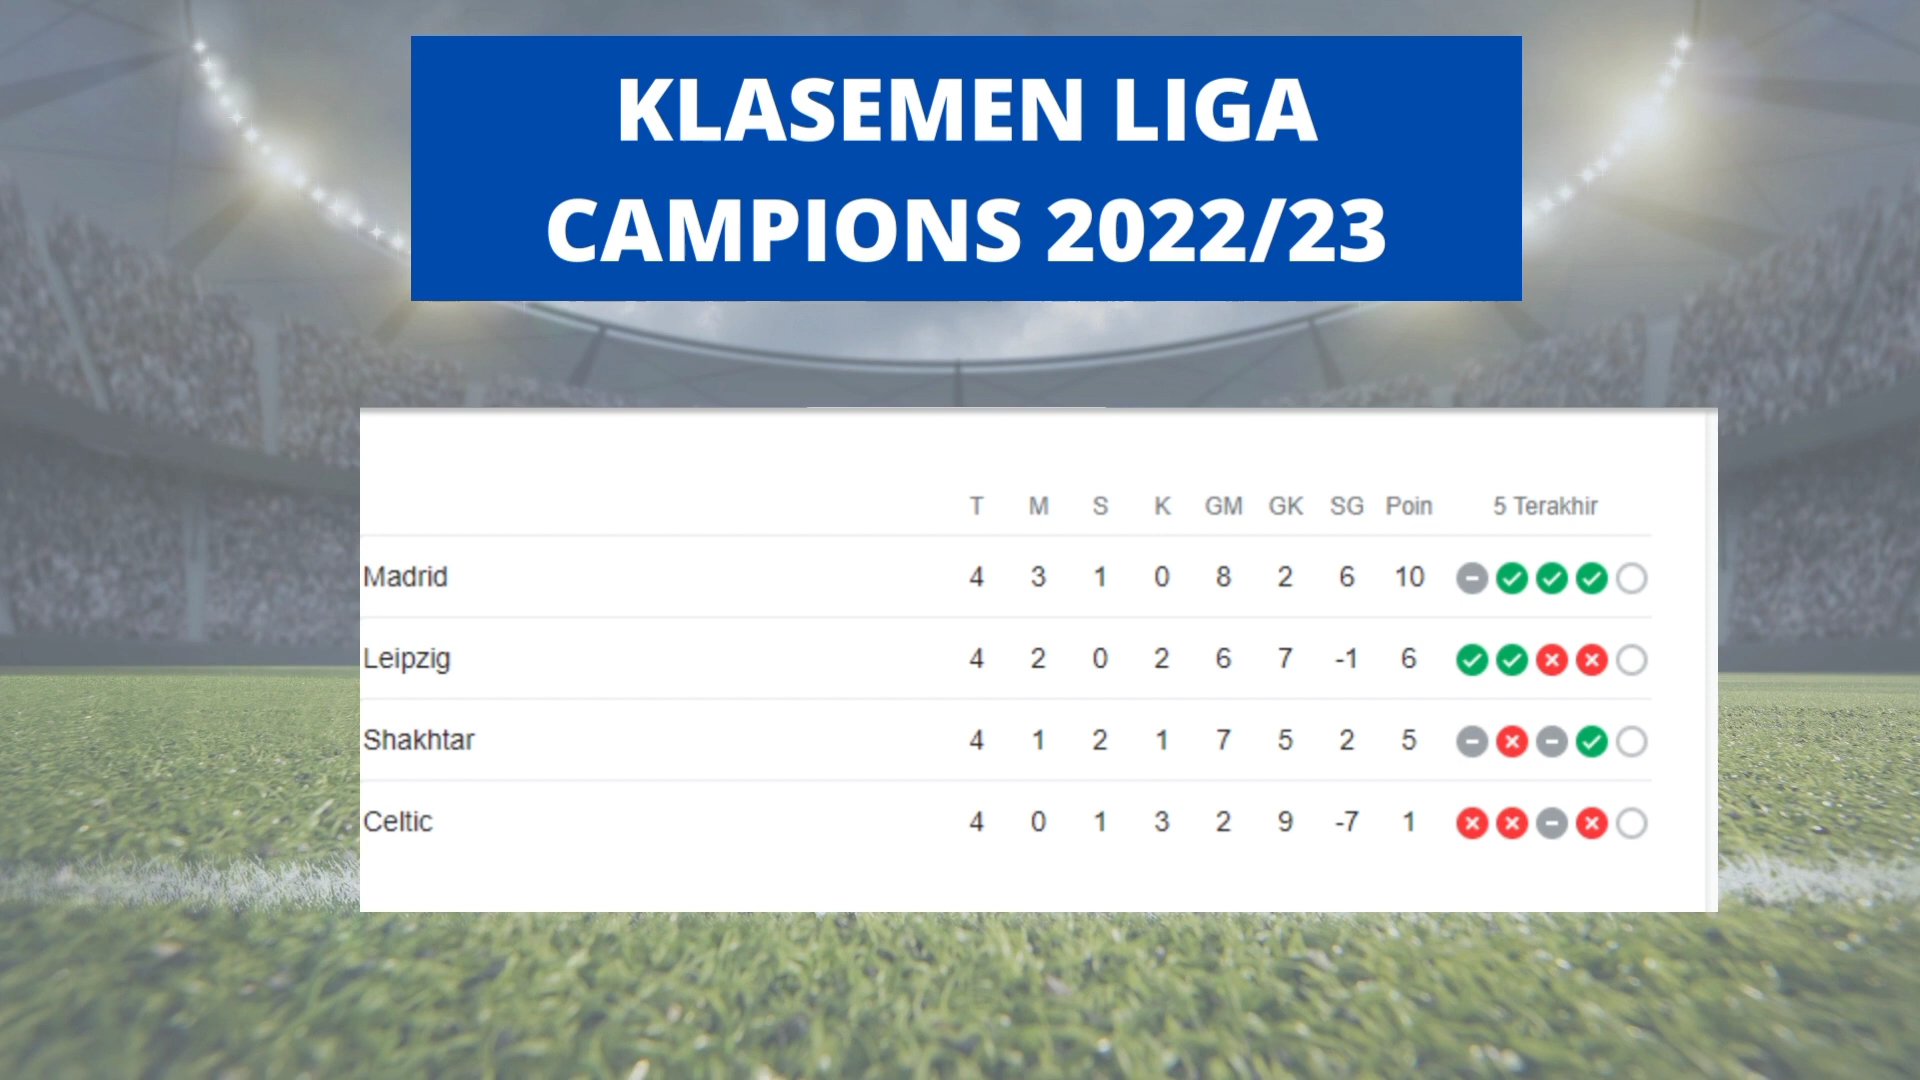 KLASEMEN LIGA
CAMPIONS 2022/23
T M S K GM GK SG Poin 5 Terakhir
Madrid 4 3 1 0 8 2 6 10
Leipzig 4 2 0 2 6 7 -1 6
Shakhtar 4 1 2 1 7 5 2 5
Celtic 4 0 1 3 2 9 -7 1